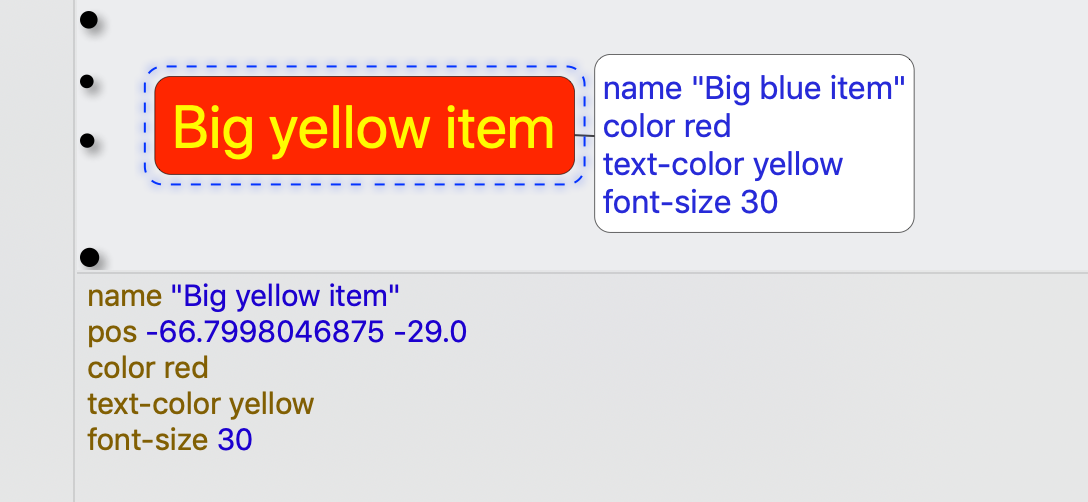 Big yellow item
name "Big blue item"
color red
text-color yellow
font-size 30
name "Big yellow item"
pos -66.7998046875 -29.0
color red
text-color yellow
font-size 30